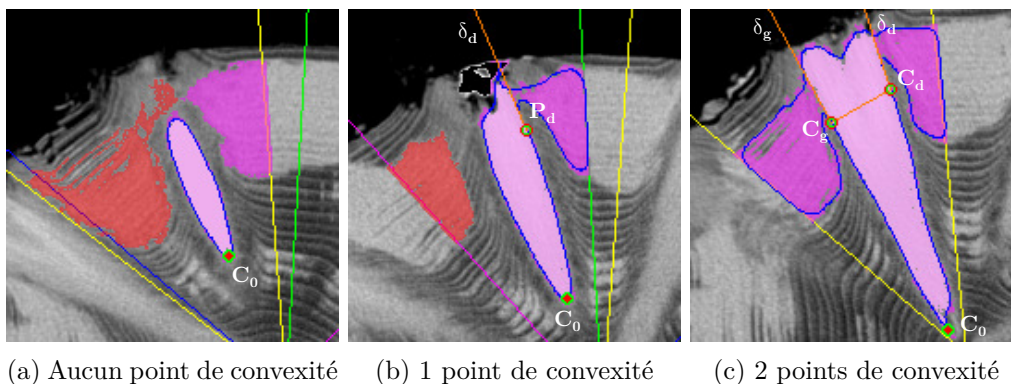 δd
δg
δd
Pd
Cd
Cg
C0
C0
C0
(a) Aucun point de convexité
(b) 1 point de convexité
(c) 2 points de convexité